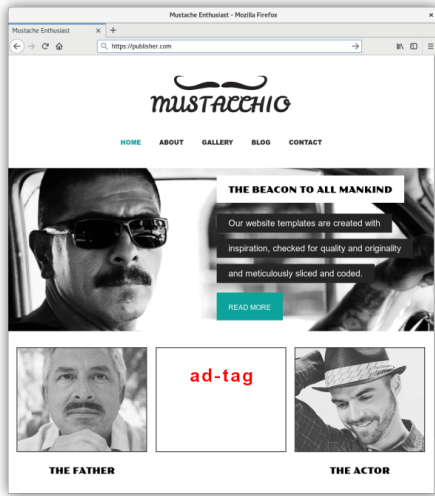 Mustache Enthusiast - Mozilla Firefox
Mustache Enthusiast
https://publisher.com
MUSTACCHIO
HOME ABOUT GALLERY BLOG CONTACT
THE BEACON TO ALL MANKIND
Our website templates are created with
inspiration, checked for quality and originality
and meticulously sliced and coded.
READ MORE
ad-tag
THE FATHER THE ACTOR